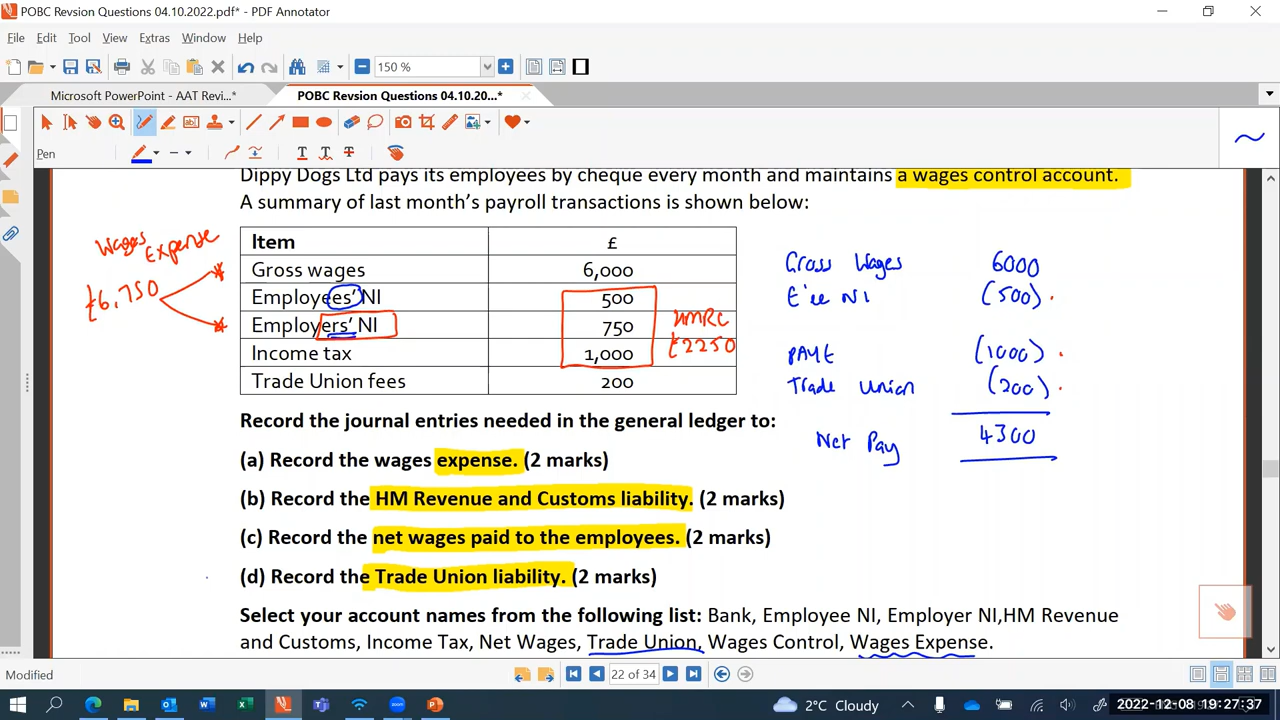 POBC Revsion Questions 04.10.2022.pdf* - PDF Annotator
File Edit Tool View Extras Window Help
150 %
Microsoft PowerPoint - AAT Revi...*
POBC Revsion Questions 04.10.20...*
Pen
Dippy Dogs Ltd pays its employees by cheque every month and maintains a wages control account.
A summary of last month's payroll transactions is shown below:
Wages Expense
£6,750
Item £
Gross wages 6,000
Employees' NI 500
Employers' NI 750
Income tax 1,000
Trade Union fees 200
HMRC
£2250
Gross Wages 6000
E'ee NI (500)
PAYE (1000)
Trade Union (200)
Net Pay 4300
Record the journal entries needed in the general ledger to:
(a) Record the wages expense. (2 marks)
(b) Record the HM Revenue and Customs liability. (2 marks)
(c) Record the net wages paid to the employees. (2 marks)
(d) Record the Trade Union liability. (2 marks)
Select your account names from the following list: Bank, Employee NI, Employer NI,HM Revenue
and Customs, Income Tax, Net Wages, Trade Union, Wages Control, Wages Expense.
Modified
22 of 34
2°C Cloudy
2022-12-08 19:27:37